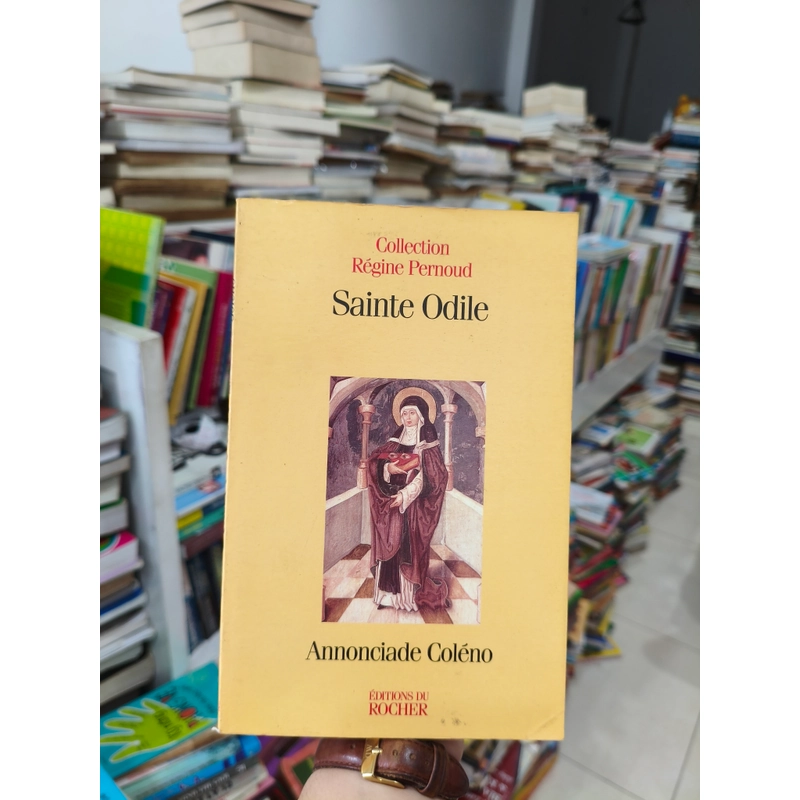 Collection
Régine Pernoud
Sainte Odile
Annonciade Coléno
ÉDITIONS DU
ROCHER